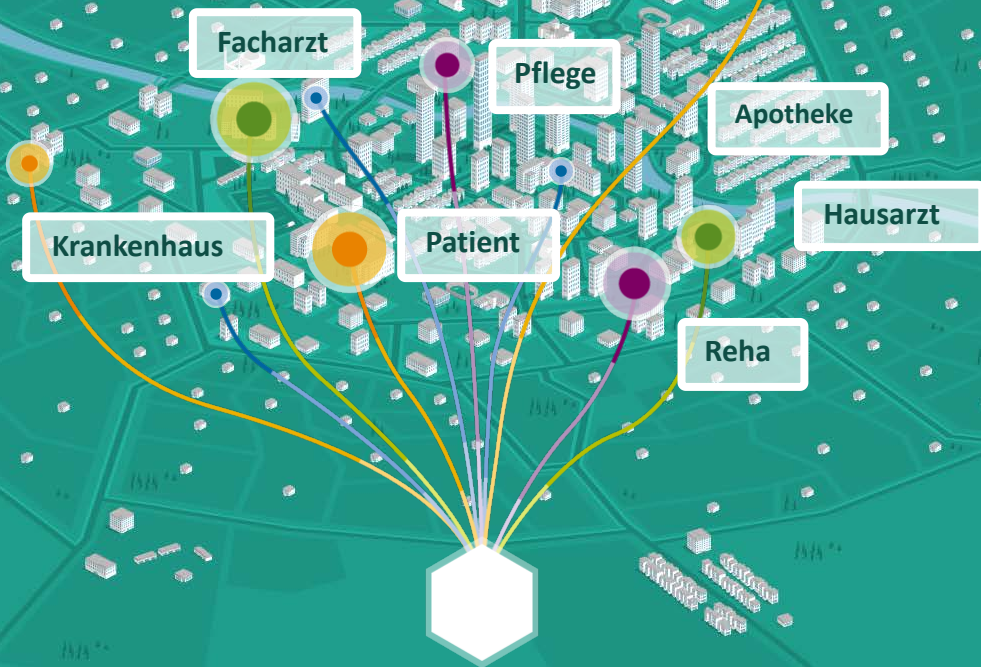 Facharzt
Pflege
Apotheke
Hausarzt
Krankenhaus
Patient
Reha